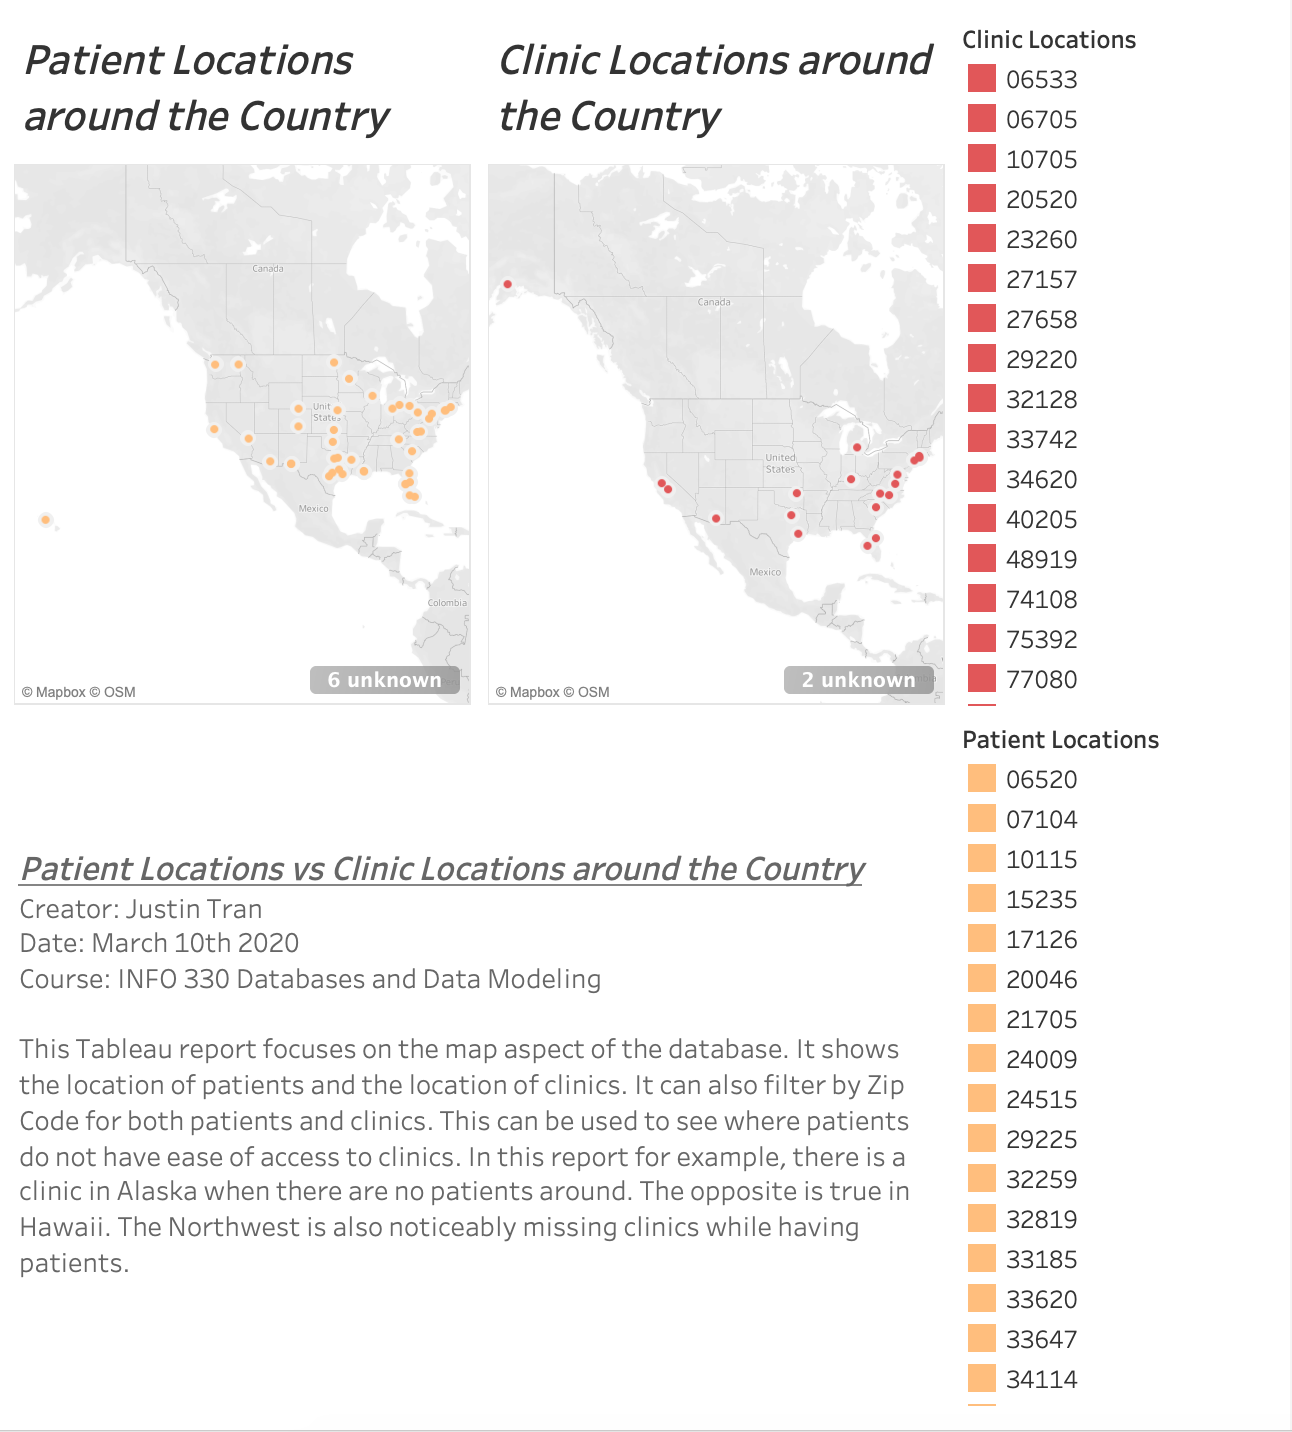 Patient Locations
around the Country
Clinic Locations around
the Country
Canada
United
States
Mexico
Colombia
© Mapbox © OSM
6 unknown
Canada
United
States
Mexico
© Mapbox © OSM
2 unknown
Clinic Locations
06533
06705
10705
20520
23260
27157
27658
29220
32128
33742
34620
40205
48919
74108
75392
77080
Patient Locations
06520
07104
10115
15235
17126
20046
21705
24009
24515
29225
32259
32819
33185
33620
33647
34114
Patient Locations vs Clinic Locations around the Country
Creator: Justin Tran
Date: March 10th 2020
Course: INFO 330 Databases and Data Modeling
This Tableau report focuses on the map aspect of the database. It shows
the location of patients and the location of clinics. It can also filter by Zip
Code for both patients and clinics. This can be used to see where patients
do not have ease of access to clinics. In this report for example, there is a
clinic in Alaska when there are no patients around. The opposite is true in
Hawaii. The Northwest is also noticeably missing clinics while having
patients.